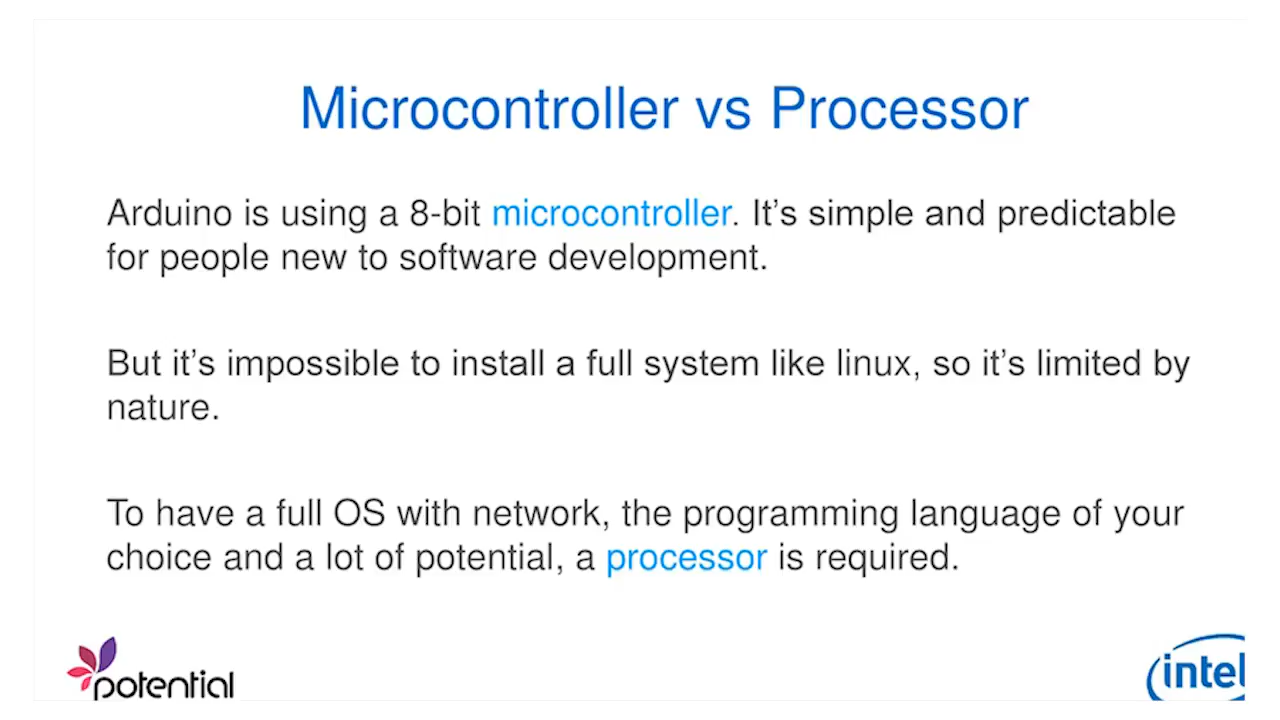 Microcontroller vs Processor
Arduino is using a 8-bit microcontroller. It’s simple and predictable
for people new to software development.
But it’s impossible to install a full system like linux, so it’s limited by
nature.
To have a full OS with network, the programming language of your
choice and a lot of potential, a processor is required.
potential
intel